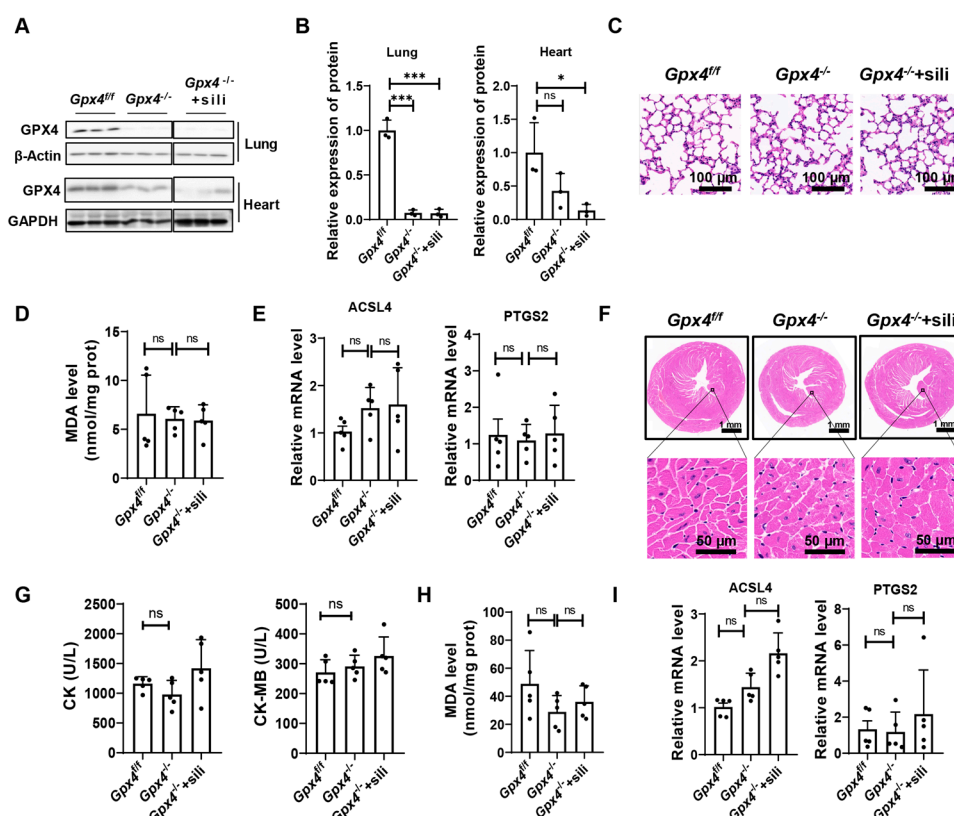 A
Gpx4f/f Gpx4-/- Gpx4-/- +sili
GPX4
β-Actin
Lung
GPX4
GAPDH
Heart
B
Lung
Relative expression of protein
1.5
1.0
0.5
0.0
***
***
Gpx4f/f
Gpx4-/-
Gpx4-/-+sili
Heart
Relative expression of protein
2.0
1.5
1.0
0.5
0.0
*
ns
Gpx4f/f
Gpx4-/-
Gpx4-/-+sili
C
Gpx4f/f Gpx4-/- Gpx4-/-+sili
100 μm 100 μm 100 μm
D
MDA level
(nmol/mg prot)
15
10
5
0
ns ns
Gpx4f/f
Gpx4-/-
Gpx4-/-+sili
E
ACSL4
Relative mRNA level
3
2
1
0
ns ns
Gpx4f/f
Gpx4-/-
Gpx4-/-+sili
PTGS2
Relative mRNA level
4
3
2
1
0
ns ns
Gpx4f/f
Gpx4-/-
Gpx4-/-+sili
F
Gpx4f/f Gpx4-/- Gpx4-/-+sili
1 mm 1 mm 1 mm
50 μm 50 μm 50 μm
G
CK (U/L)
2500
2000
1500
1000
500
0
ns
Gpx4f/f
Gpx4-/-
Gpx4-/-+sili
CK-MB (U/L)
500
400
300
200
100
0
ns
Gpx4f/f
Gpx4-/-
Gpx4-/-+sili
H
MDA level
(nmol/mg prot)
100
80
60
40
20
0
ns ns
Gpx4f/f
Gpx4-/-
Gpx4-/-+sili
I
ACSL4
Relative mRNA level
3
2
1
0
ns
ns
Gpx4f/f
Gpx4-/-
Gpx4-/-+sili
PTGS2
Relative mRNA level
8
6
4
2
0
ns
ns
Gpx4f/f
Gpx4-/-
Gpx4-/-+sili